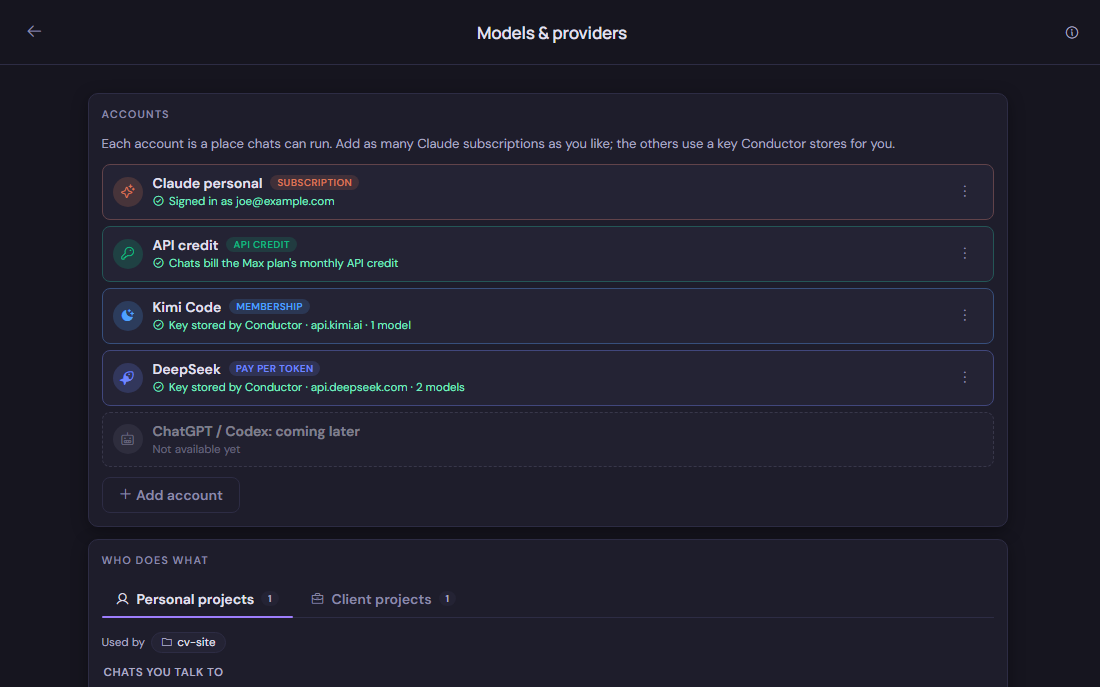 Models & providers
ACCOUNTS
Each account is a place chats can run. Add as many Claude subscriptions as you like; the others use a key Conductor stores for you.
Claude personal SUBSCRIPTION
Signed in as joe@example.com
API credit API CREDIT
Chats bill the Max plan's monthly API credit
Kimi Code MEMBERSHIP
Key stored by Conductor · api.kimi.ai · 1 model
DeepSeek PAY PER TOKEN
Key stored by Conductor · api.deepseek.com · 2 models
ChatGPT / Codex: coming later
Not available yet
+ Add account
WHO DOES WHAT
Personal projects 1 Client projects 1
Used by cv-site
CHATS YOU TALK TO